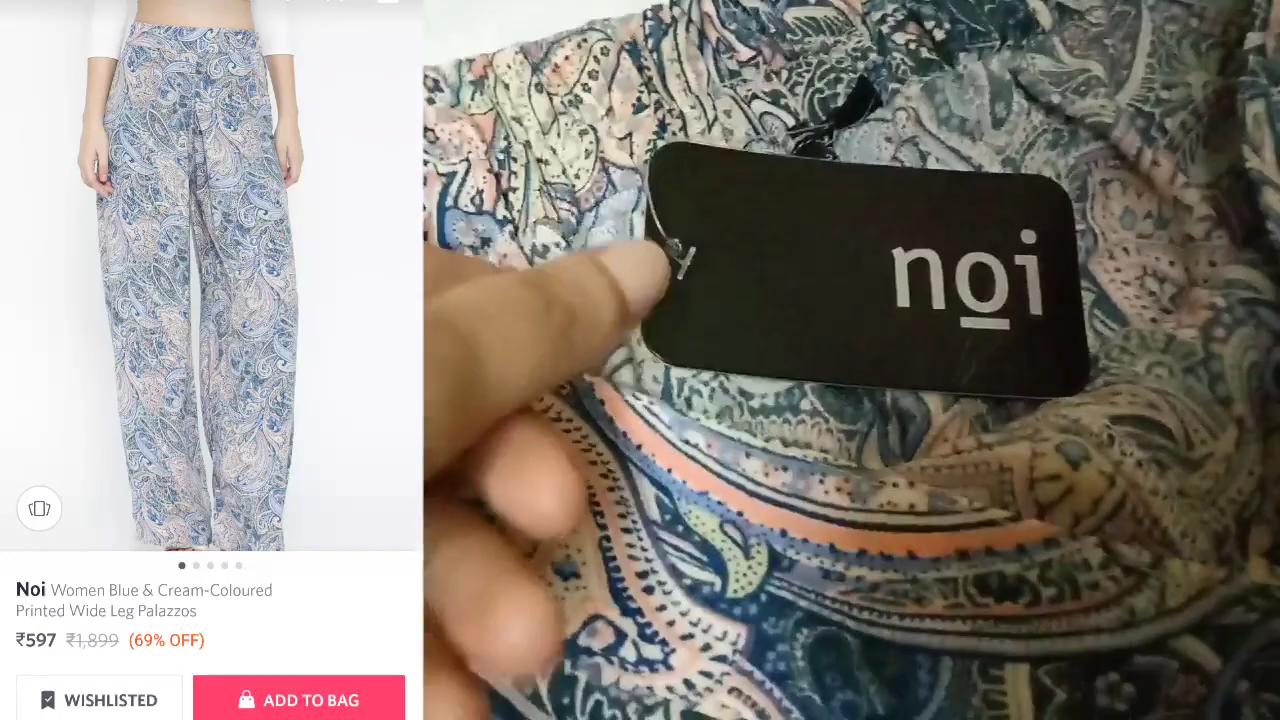 Noi Women Blue & Cream-Coloured
Printed Wide Leg Palazzos
₹597 ₹1,899 (69% OFF)
WISHLISTED
ADD TO BAG
noi